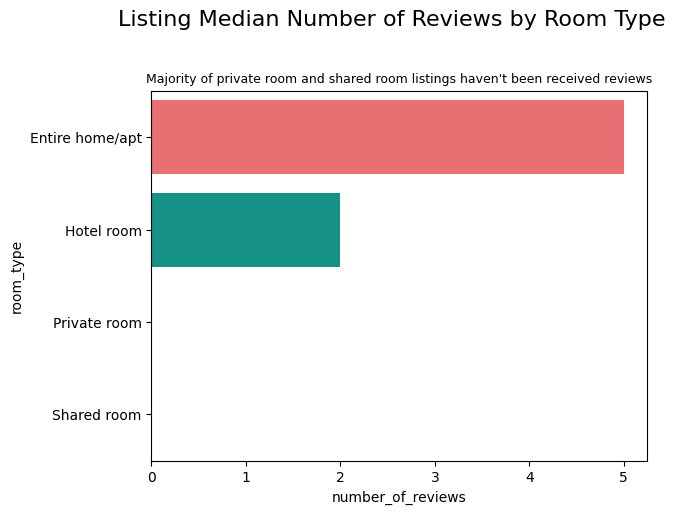 Listing Median Number of Reviews by Room Type
Majority of private room and shared room listings haven't been received reviews
Entire home/apt
Hotel room
Private room
Shared room
room_type
0 1 2 3 4 5
number_of_reviews